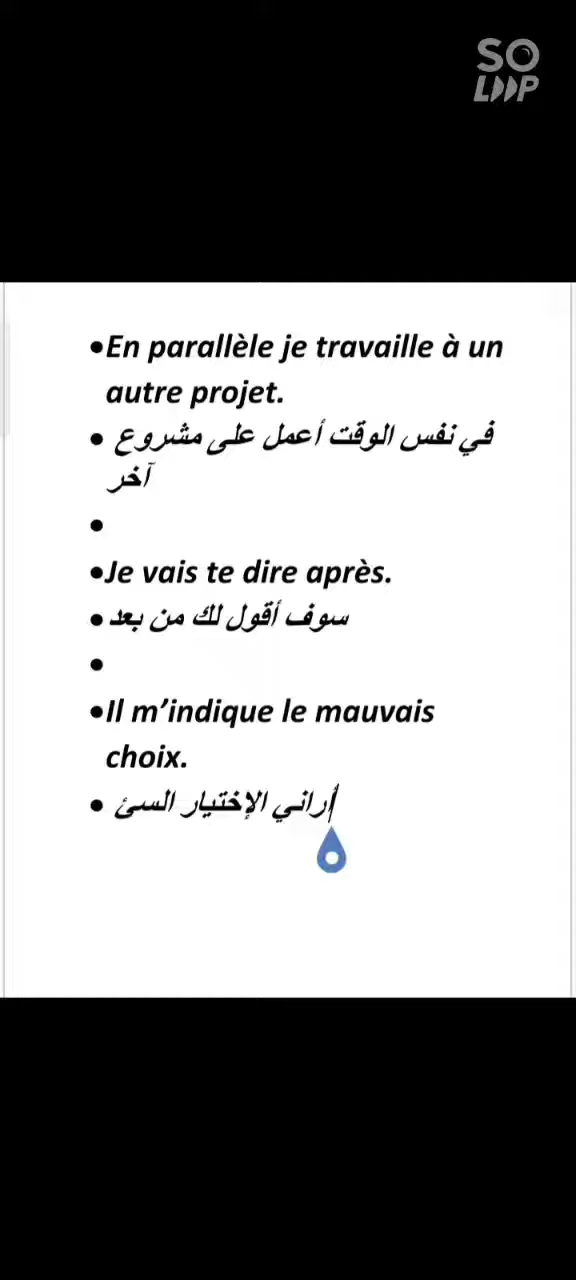 SO
LOOP
•En parallèle je travaille à un
autre projet.
• في نفس الوقت أعمل على مشروع
آخر
•
•Je vais te dire après.
• سوف أقول لك من بعد
•
•Il m’indique le mauvais
choix.
• أراني الإختيار السئ